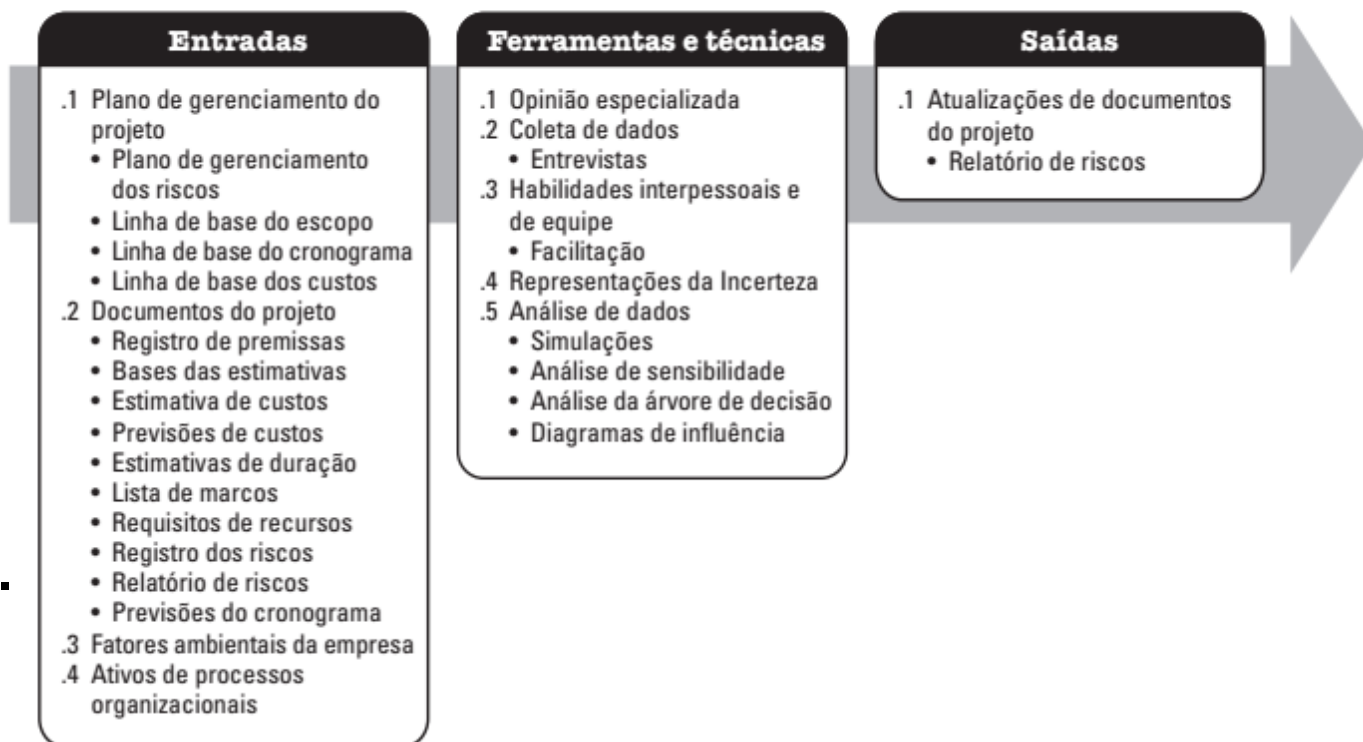 Entradas
.1 Plano de gerenciamento do
projeto
• Plano de gerenciamento
dos riscos
• Linha de base do escopo
• Linha de base do cronograma
• Linha de base dos custos
.2 Documentos do projeto
• Registro de premissas
• Bases das estimativas
• Estimativa de custos
• Previsões de custos
• Estimativas de duração
• Lista de marcos
• Requisitos de recursos
• Registro dos riscos
• Relatório de riscos
• Previsões do cronograma
.3 Fatores ambientais da empresa
.4 Ativos de processos
organizacionais
Ferramentas e técnicas
.1 Opinião especializada
.2 Coleta de dados
• Entrevistas
.3 Habilidades interpessoais e
de equipe
• Facilitação
.4 Representações da Incerteza
.5 Análise de dados
• Simulações
• Análise de sensibilidade
• Análise da árvore de decisão
• Diagramas de influência
Saídas
.1 Atualizações de documentos
do projeto
• Relatório de riscos